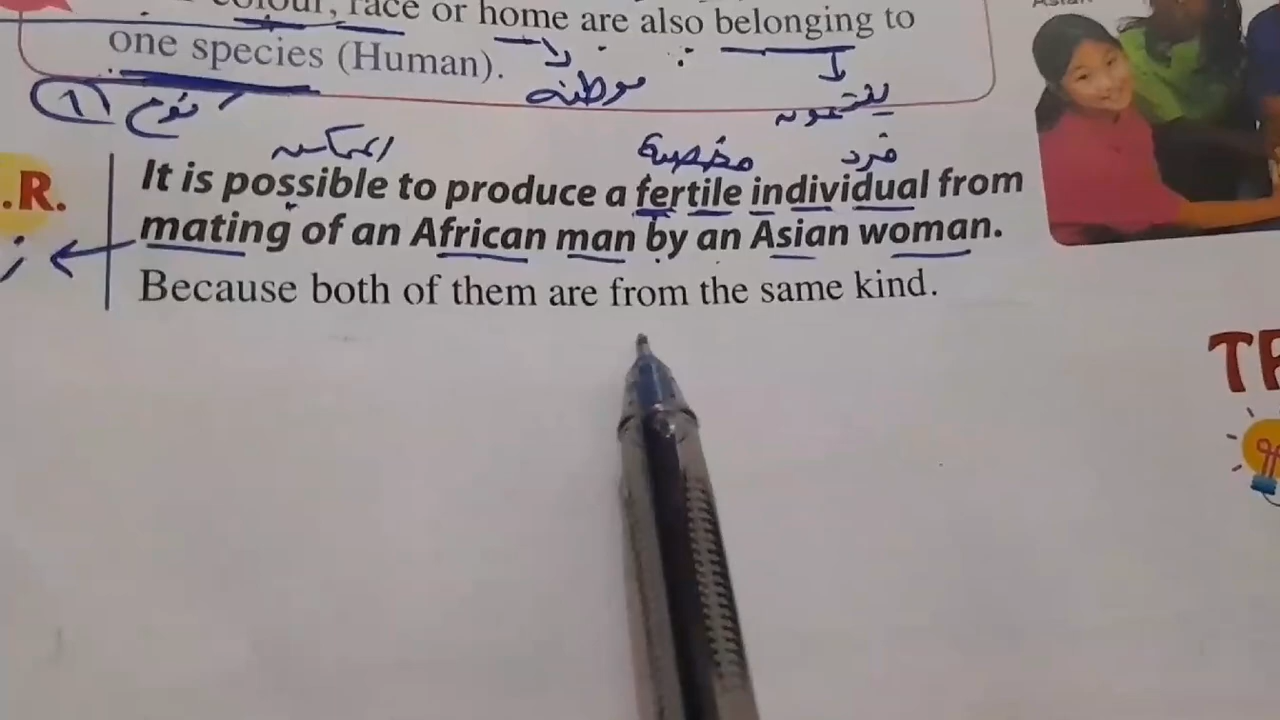 colour, race or home are also belonging to
one species (Human).
موطنه
ينتمون
نوع ١
امكانية
مخصبة
فرد
.R.
It is possible to produce a fertile individual from
mating of an African man by an Asian woman.
Because both of them are from the same kind.